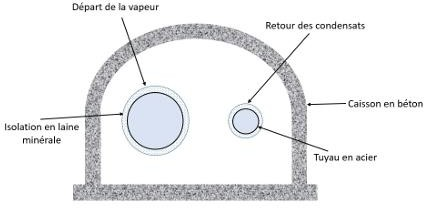 Départ de la vapeur
Retour des condensats
Caisson en béton
Isolation en laine
minérale
Tuyau en acier